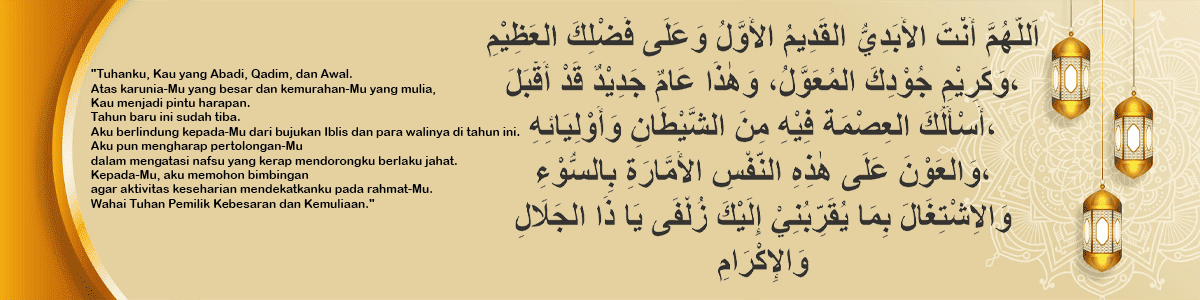 "Tuhanku, Kau yang Abadi, Qadim, dan Awal.
Atas karunia-Mu yang besar dan kemurahan-Mu yang mulia,
Kau menjadi pintu harapan.
Tahun baru ini sudah tiba.
Aku berlindung kepada-Mu dari bujukan Iblis dan para walinya di tahun ini.
Aku pun mengharap pertolongan-Mu
dalam mengatasi nafsu yang kerap mendorongku berlaku jahat.
Kepada-Mu, aku memohon bimbingan
agar aktivitas keseharian mendekatkanku pada rahmat-Mu.
Wahai Tuhan Pemilik Kebesaran dan Kemuliaan."
اَللّٰهُمَّ أَنْتَ الأَبَدِيُّ القَدِيمُ الأَوَّلُ وَعَلَى فَضْلِكَ العَظِيْمِ
،وَكَرِيْمِ جُوْدِكَ المُعَوَّلُ، وَهٰذَا عَامٌ جَدِيْدٌ قَدْ أَقْبَلَ
،أَسْأَلُكَ العِصْمَةَ فِيْهِ مِنَ الشَّيْطَانِ وَأَوْلِيَائِهِ
،وَالعَوْنَ عَلَى هٰذِهِ النَّفْسِ الأَمَّارَةِ بِالسُّوْءِ
وَالاِشْتِغَالَ بِمَا يُقَرِّبُنِيْ إِلَيْكَ زُلْفَى يَا ذَا الجَلَالِ
وَالإِكْرَامِ